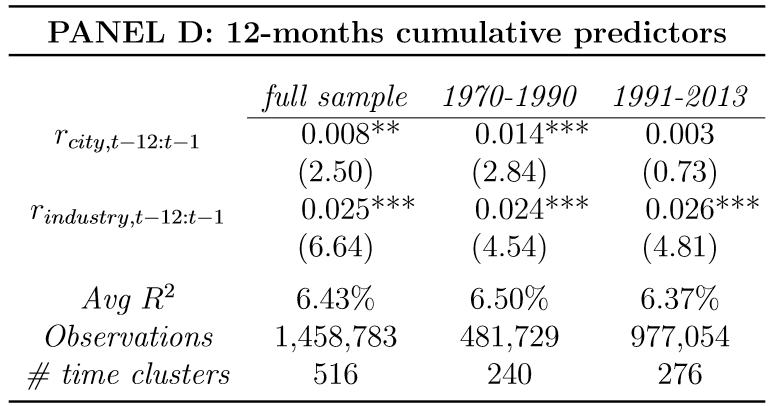 PANEL D: 12-months cumulative predictors
full sample 1970-1990 1991-2013
r_{city,t−12:t−1} 0.008** 0.014*** 0.003
(2.50) (2.84) (0.73)
r_{industry,t−12:t−1} 0.025*** 0.024*** 0.026***
(6.64) (4.54) (4.81)
Avg R² 6.43% 6.50% 6.37%
Observations 1,458,783 481,729 977,054
# time clusters 516 240 276